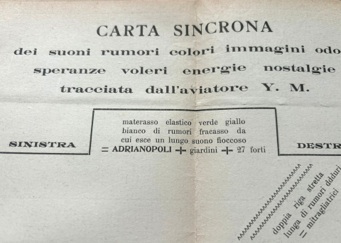 CARTA SINCRONA
dei suoni rumori colori immagini odo
speranze voleri energie nostalgie
tracciata dall'aviatore Y. M.
materasso elastico verde giallo
bianco di rumori fracasso da
cui esce un lungo suono fioccoso
= ADRIANOPOLI + giardini + 27 forti
SINISTRA
DESTR
doppia riga stretta
lunga di rumori
= mitragliatrici